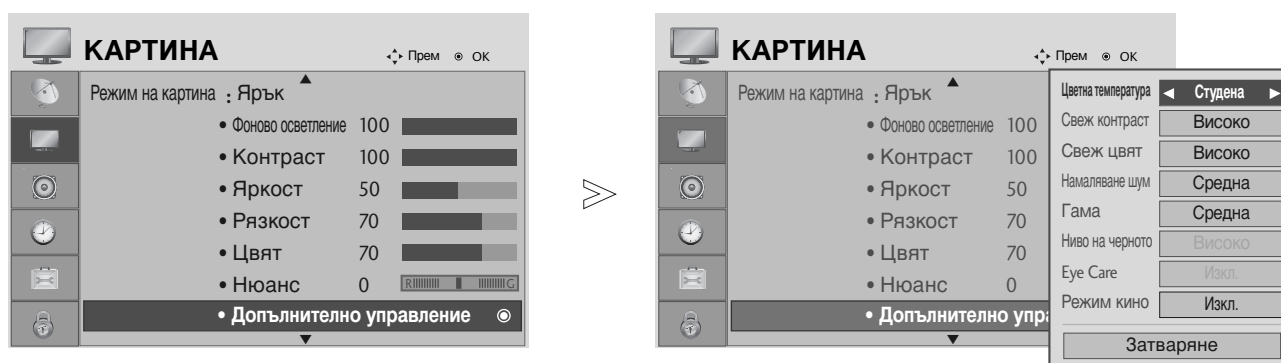 КАРТИНА
Прем ОК
Режим на картина : Ярък
• Фоново осветление 100
• Контраст 100
• Яркост 50
• Рязкост 70
• Цвят 70
• Нюанс 0 R G
• Допълнително управление
КАРТИНА
Прем ОК
Режим на картина : Ярък
• Фоново осветление 100
• Контраст 100
• Яркост 50
• Рязкост 70
• Цвят 70
• Нюанс 0
• Допълнително упра
Цветна температура Студена
Свеж контраст Високо
Свеж цвят Високо
Намаляване шум Средна
Гама Средна
Ниво на черното Високо
Eye Care Изкл.
Режим кино Изкл.
Затваряне